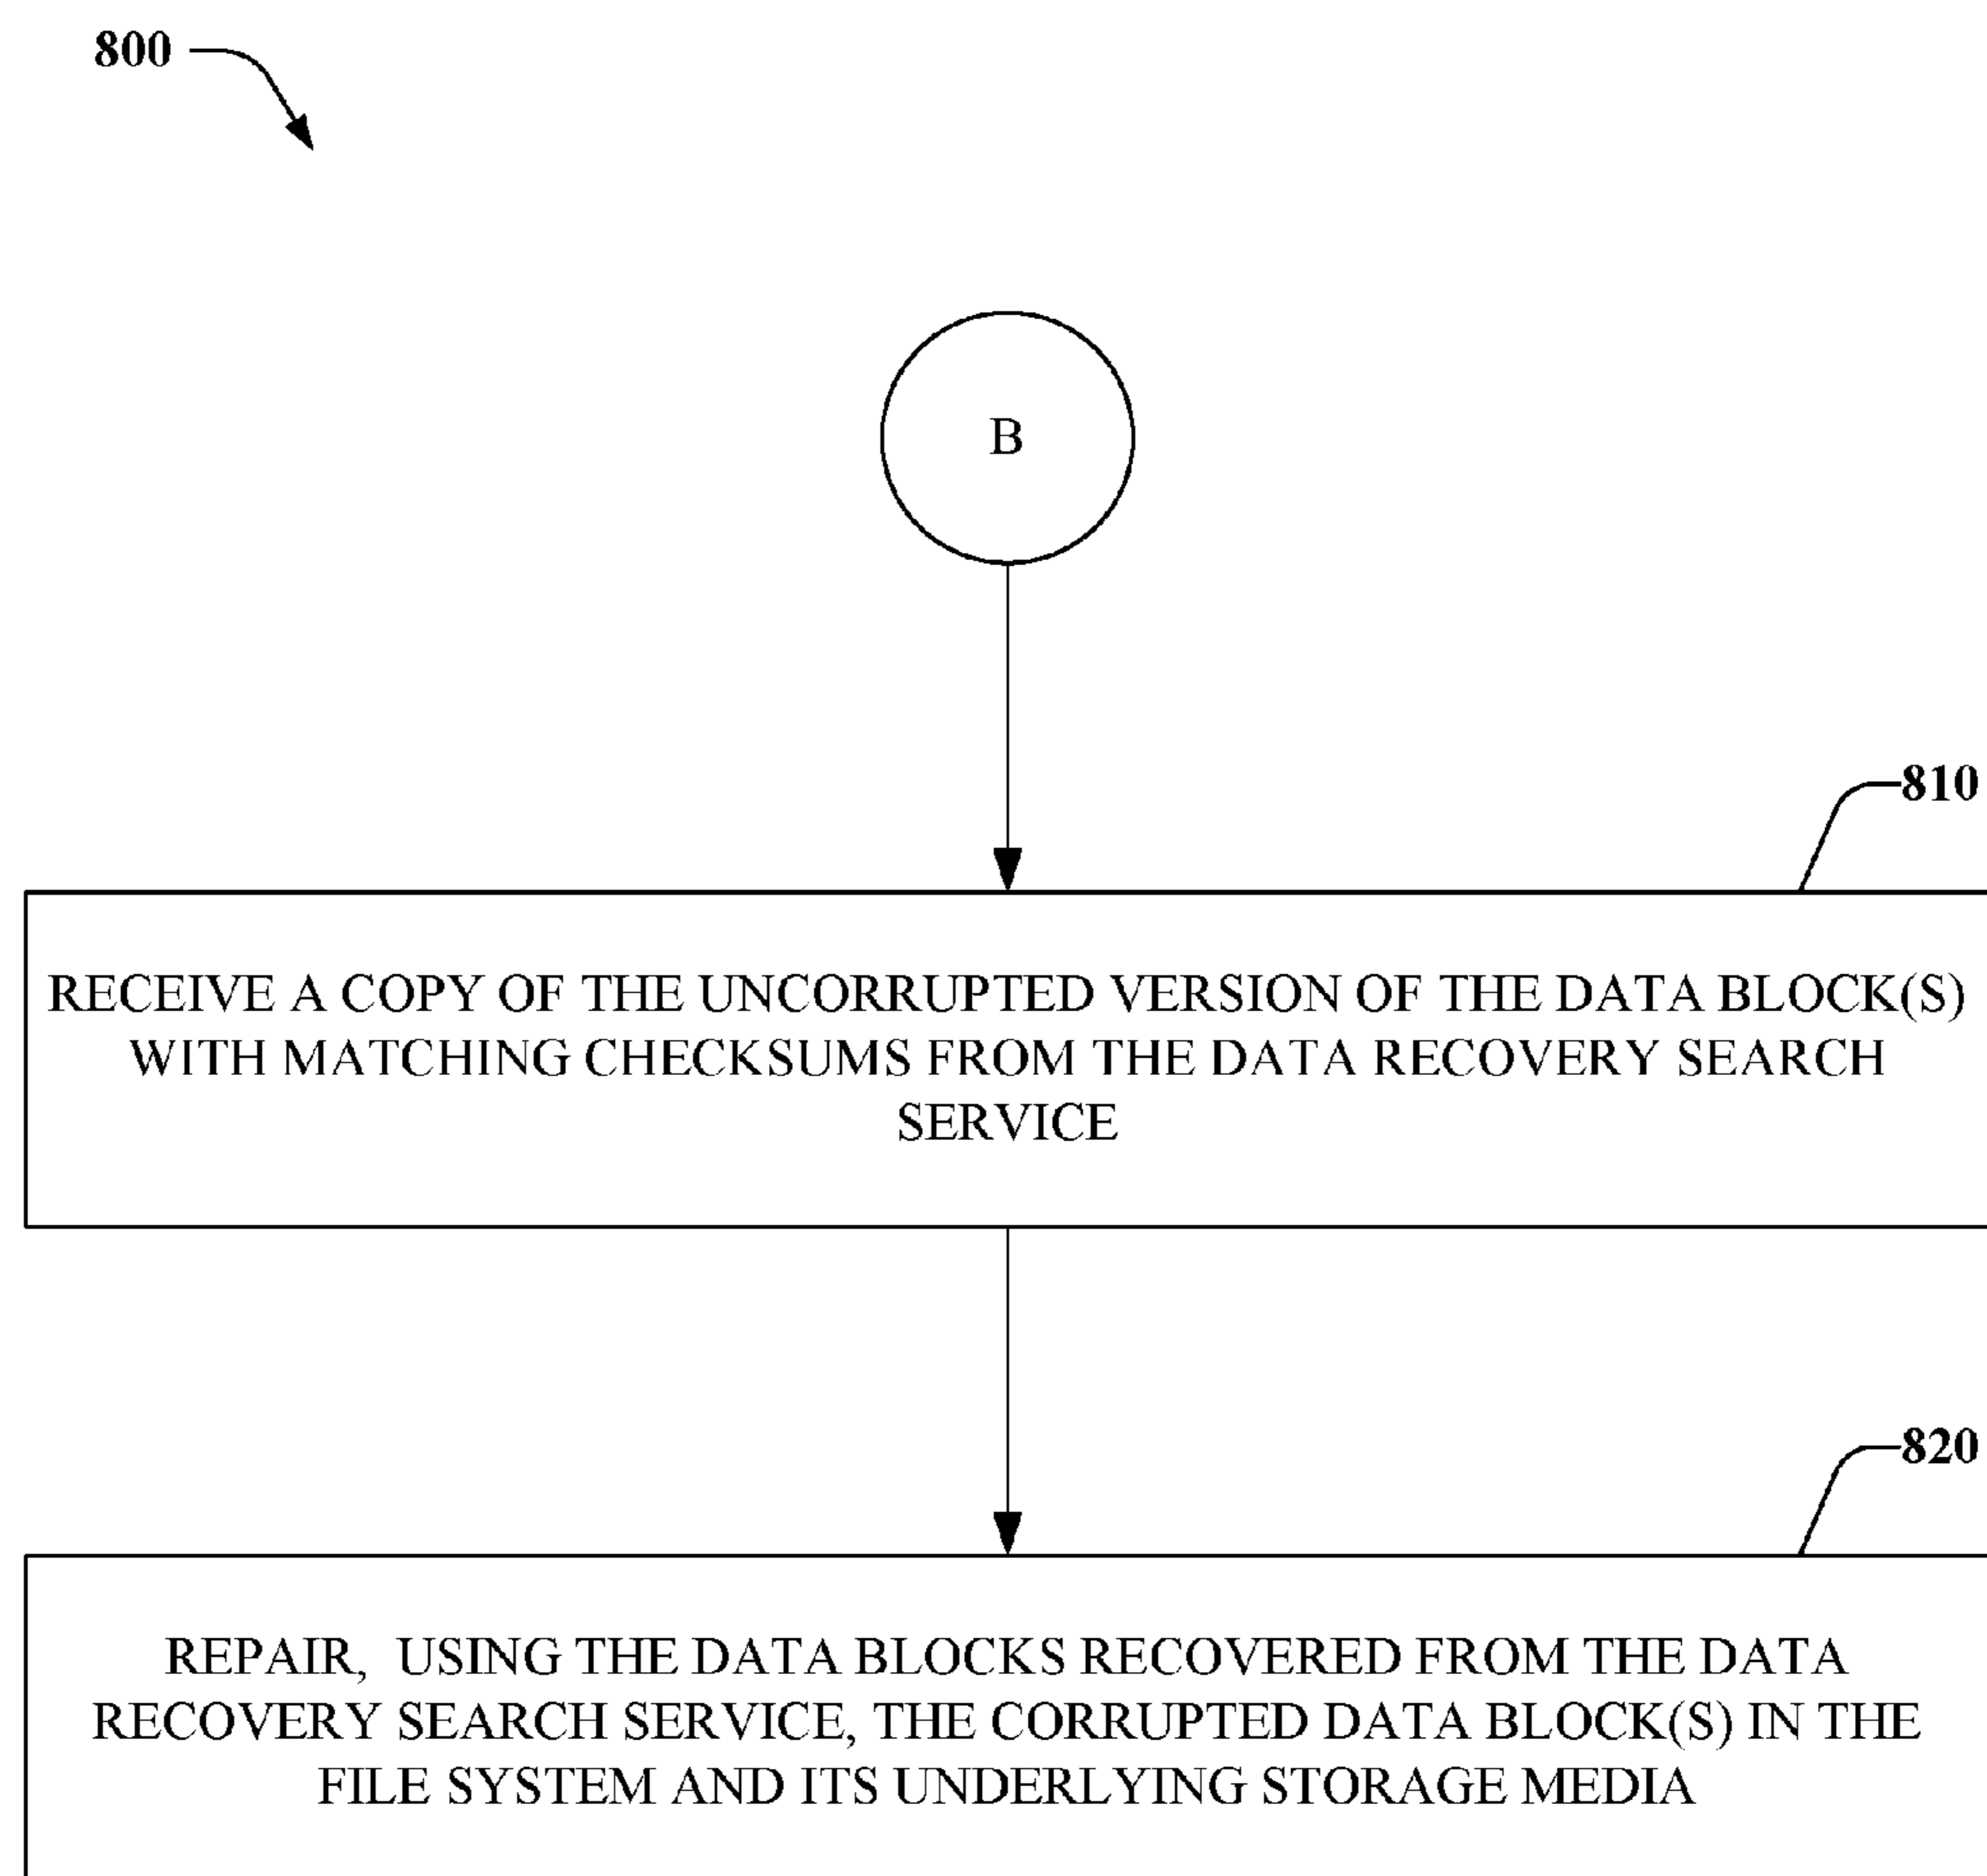 800
B
810
RECEIVE A COPY OF THE UNCORRUPTED VERSION OF THE DATA BLOCK(S)
WITH MATCHING CHECKSUMS FROM THE DATA RECOVERY SEARCH
SERVICE
820
REPAIR, USING THE DATA BLOCKS RECOVERED FROM THE DATA
RECOVERY SEARCH SERVICE, THE CORRUPTED DATA BLOCK(S) IN THE
FILE SYSTEM AND ITS UNDERLYING STORAGE MEDIA